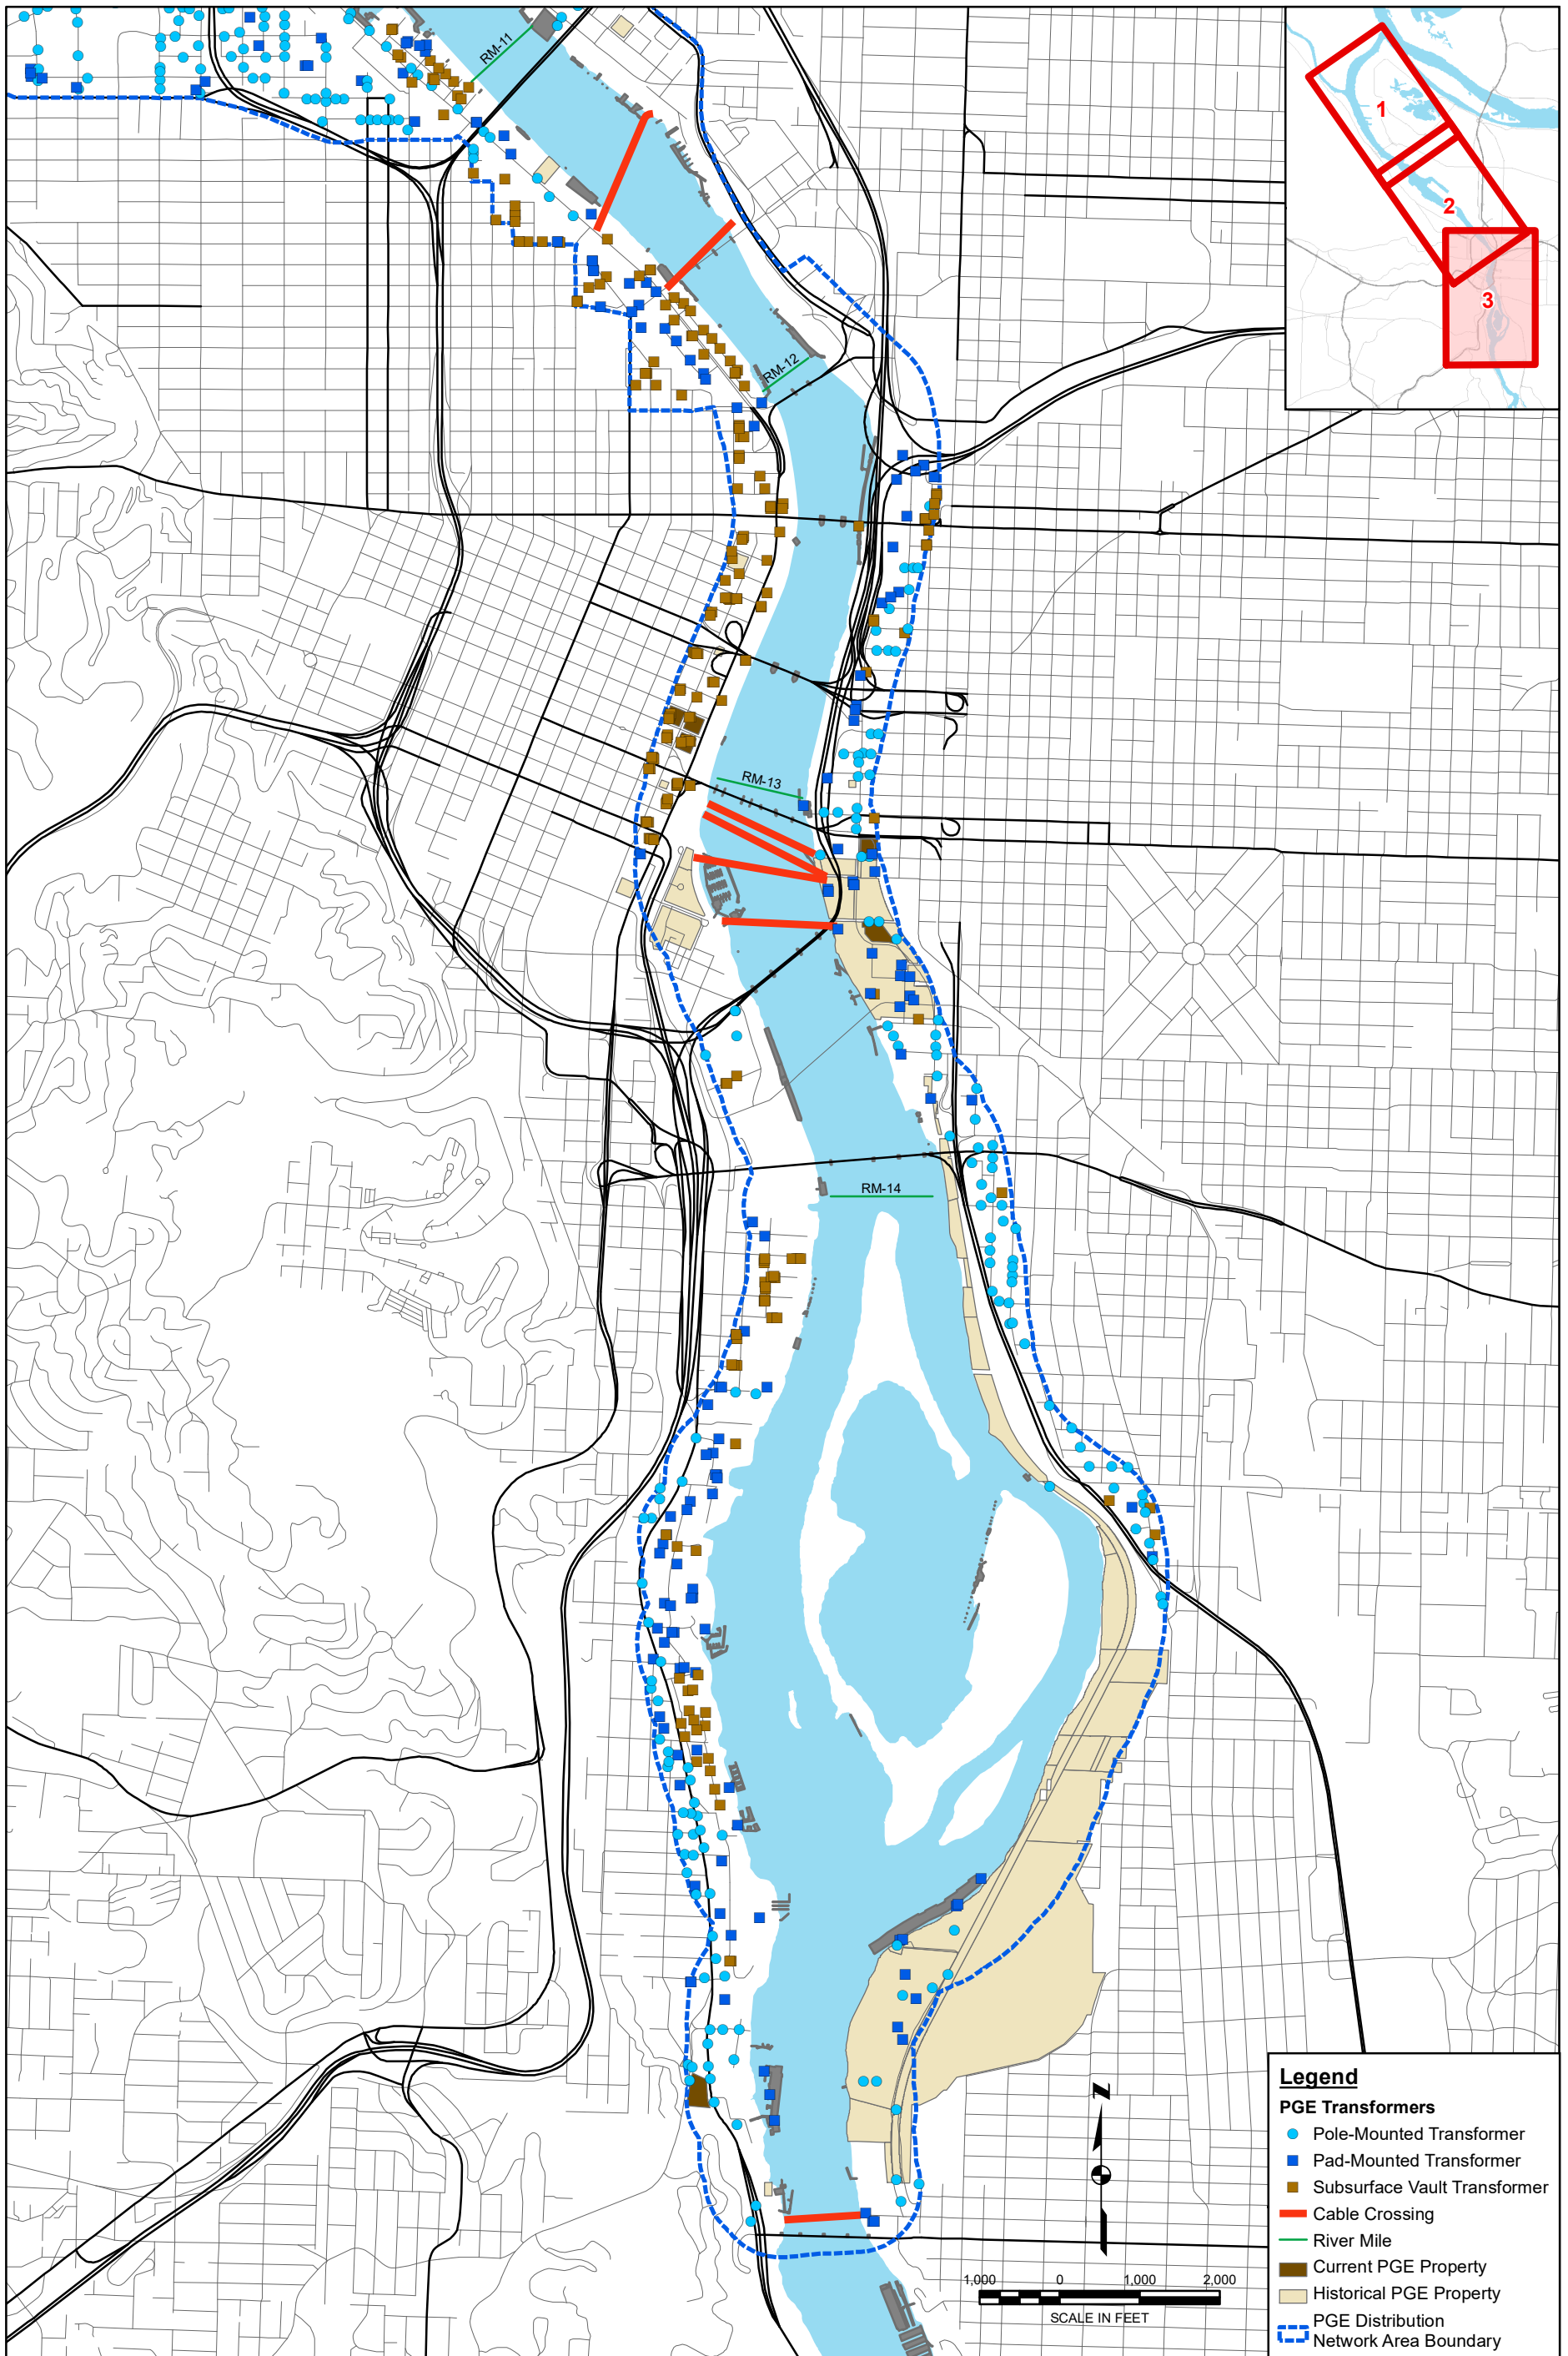 RM-11
1
2
3
RM-12
RM-13
RM-14
N
1,000 0 1,000 2,000
SCALE IN FEET
Legend
PGE Transformers
Pole-Mounted Transformer
Pad-Mounted Transformer
Subsurface Vault Transformer
Cable Crossing
River Mile
Current PGE Property
Historical PGE Property
PGE Distribution
Network Area Boundary